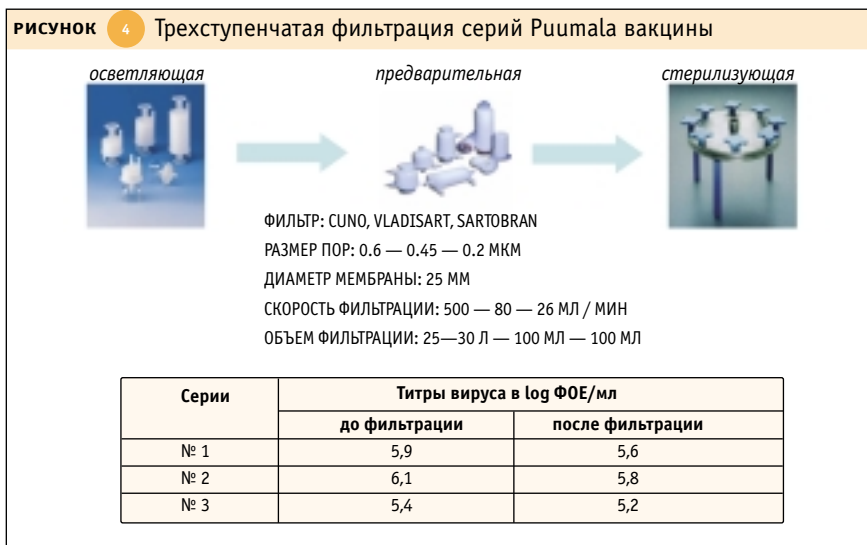 РИСУНОК 4 Трехступенчатая фильтрация серий Puumala вакцины
осветляющая предварительная стерилизующая
ФИЛЬТР: CUNO, VLADISART, SARTOBRAN
РАЗМЕР ПОР: 0.6 — 0.45 — 0.2 МКМ
ДИАМЕТР МЕМБРАНЫ: 25 ММ
СКОРОСТЬ ФИЛЬТРАЦИИ: 500 — 80 — 26 МЛ / МИН
ОБЪЕМ ФИЛЬТРАЦИИ: 25—30 Л — 100 МЛ — 100 МЛ
Серии Титры вируса в log ФОЕ/мл
до фильтрации после фильтрации
№ 1 5,9 5,6
№ 2 6,1 5,8
№ 3 5,4 5,2